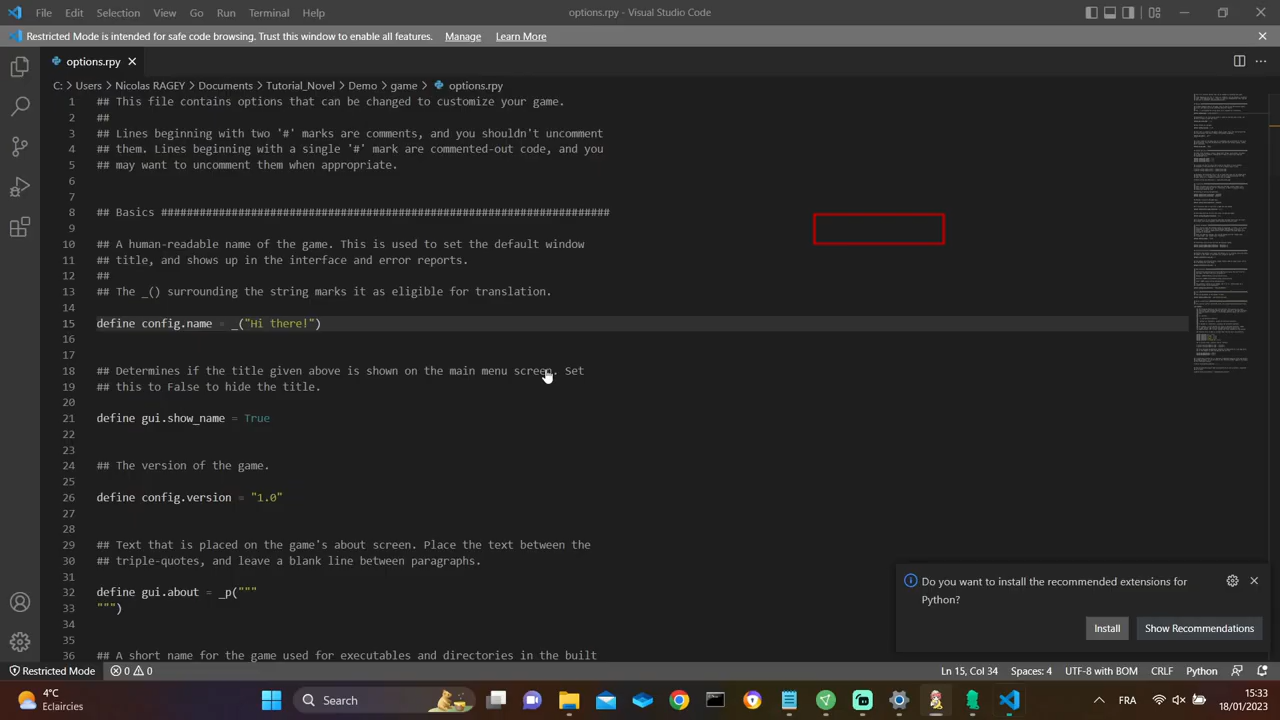 File Edit Selection View Go Run Terminal Help options.rpy - Visual Studio Code
Restricted Mode is intended for safe code browsing. Trust this window to enable all features. Manage Learn More
options.rpy
C: > Users > Nicolas RAGEY > Documents > Tutorial_Novel > Demo > game > options.rpy
1 ## This file contains options that can be changed to customize your game.
2 ##
3 ## Lines beginning with two '#' marks are comments, and you shouldn't uncomment
4 ## them. Lines beginning with a single '#' mark are commented-out code, and you
5 ## may want to uncomment them when appropriate.
6
7
8 ## Basics ######################################################################
9
10 ## A human-readable name of the game. This is used to set the default window
11 ## title, and shows up in the interface and error reports.
12 ##
13 ## The _() surrounding the string marks it as eligible for translation.
14
15 define config.name = _("Hi there!")
16
17
18 ## Determines if the title given above is shown on the main menu screen. Set
19 ## this to False to hide the title.
20
21 define gui.show_name = True
22
23
24 ## The version of the game.
25
26 define config.version = "1.0"
27
28
29 ## Text that is placed on the game's about screen. Place the text between the
30 ## triple-quotes, and leave a blank line between paragraphs.
31
32 define gui.about = _p("""
33 """)
34
35
36 ## A short name for the game used for executables and directories in the built
Do you want to install the recommended extensions for
Python?
Install Show Recommendations
Restricted Mode 0 0 Ln 15, Col 34 Spaces: 4 UTF-8 with BOM CRLF Python
4°C
Eclaircies
Search
FRA
15:33
18/01/2023